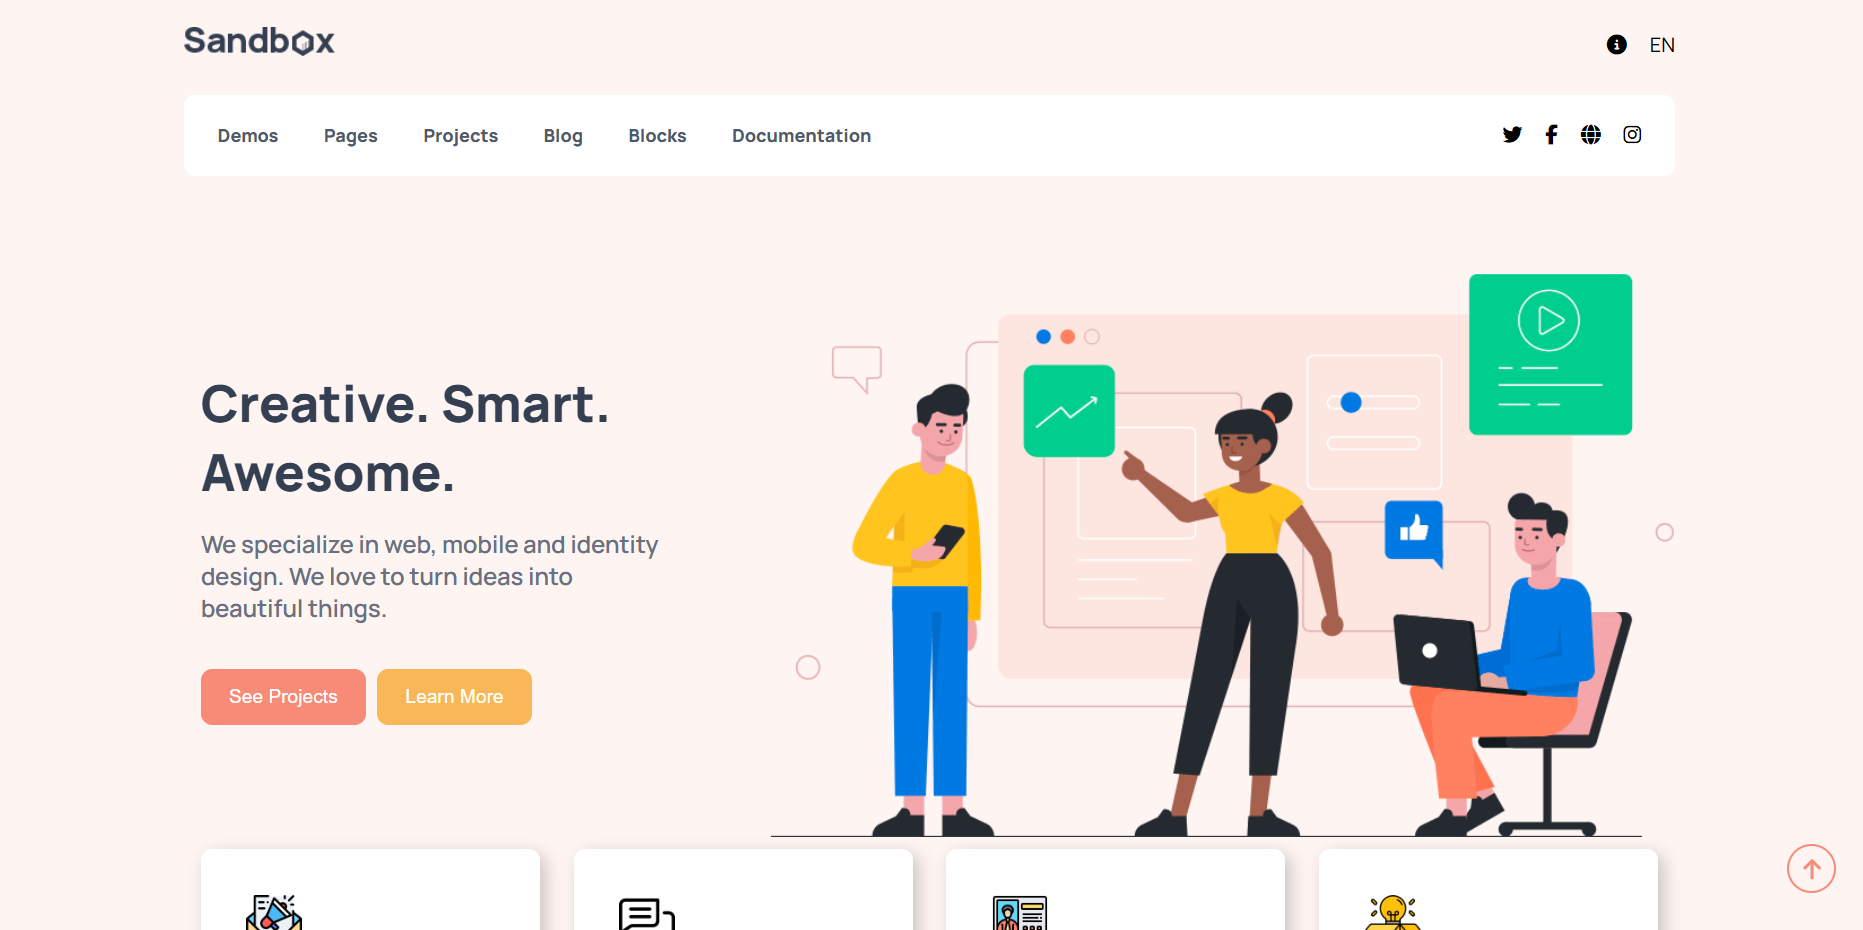 Sandbox
EN
Demos Pages Projects Blog Blocks Documentation
Creative. Smart.
Awesome.
We specialize in web, mobile and identity
design. We love to turn ideas into
beautiful things.
See Projects Learn More